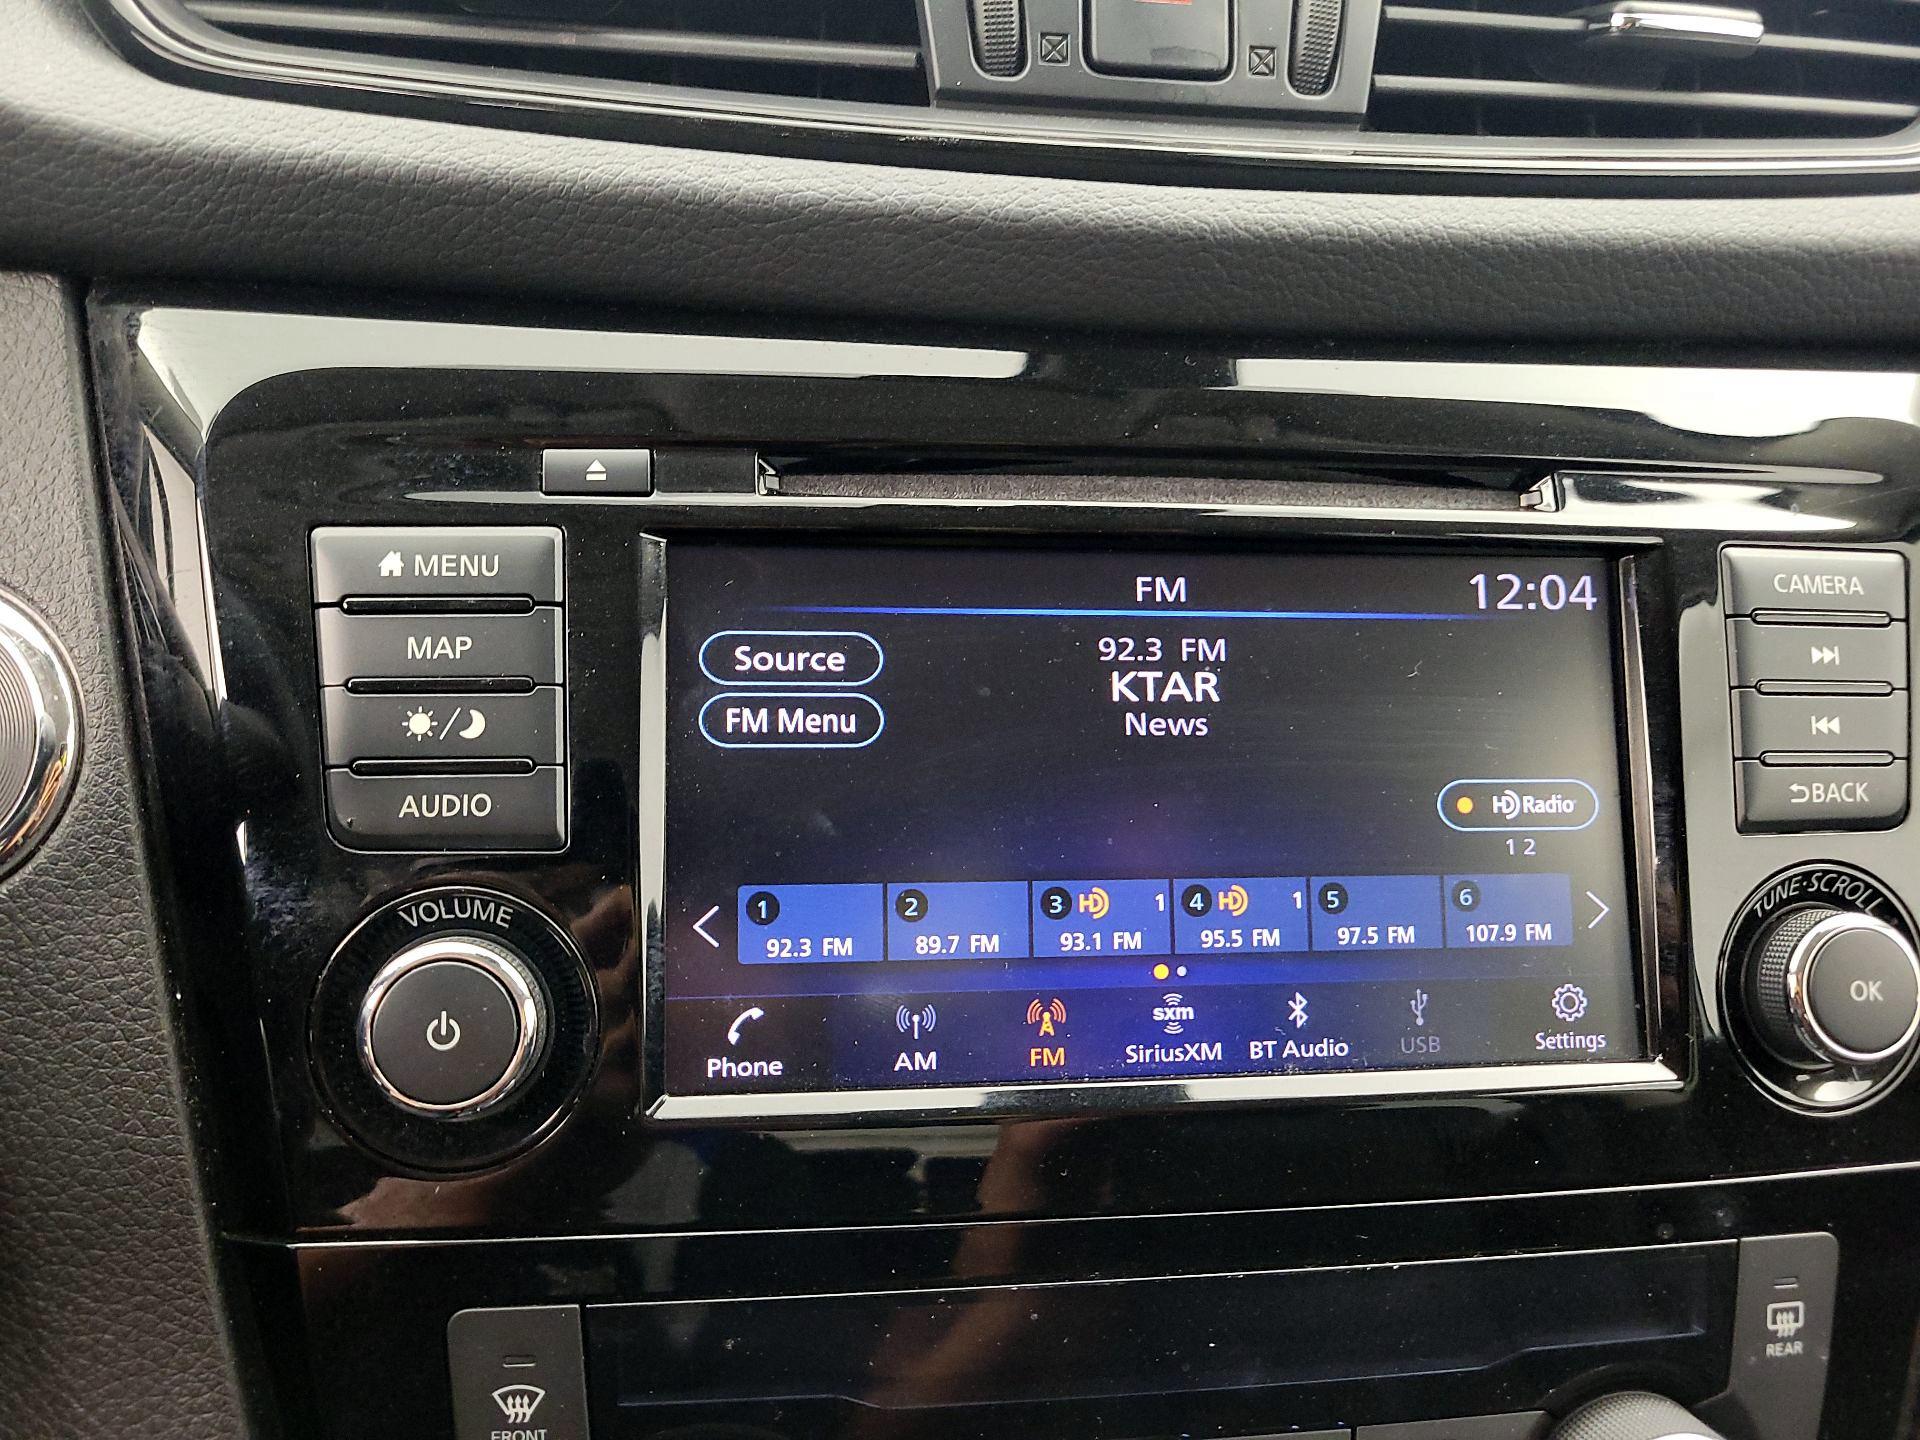 MENU
MAP
AUDIO
VOLUME
FM
12:04
Source
FM Menu
92.3 FM
KTAR
News
HD Radio
1 2
1
92.3 FM
2
89.7 FM
3 HD 1
93.1 FM
4 HD 1
95.5 FM
5
97.5 FM
6
107.9 FM
Phone
AM
FM
sxm
SiriusXM
BT Audio
USB
Settings
CAMERA
BACK
TUNE·SCROLL
OK
FRONT
REAR